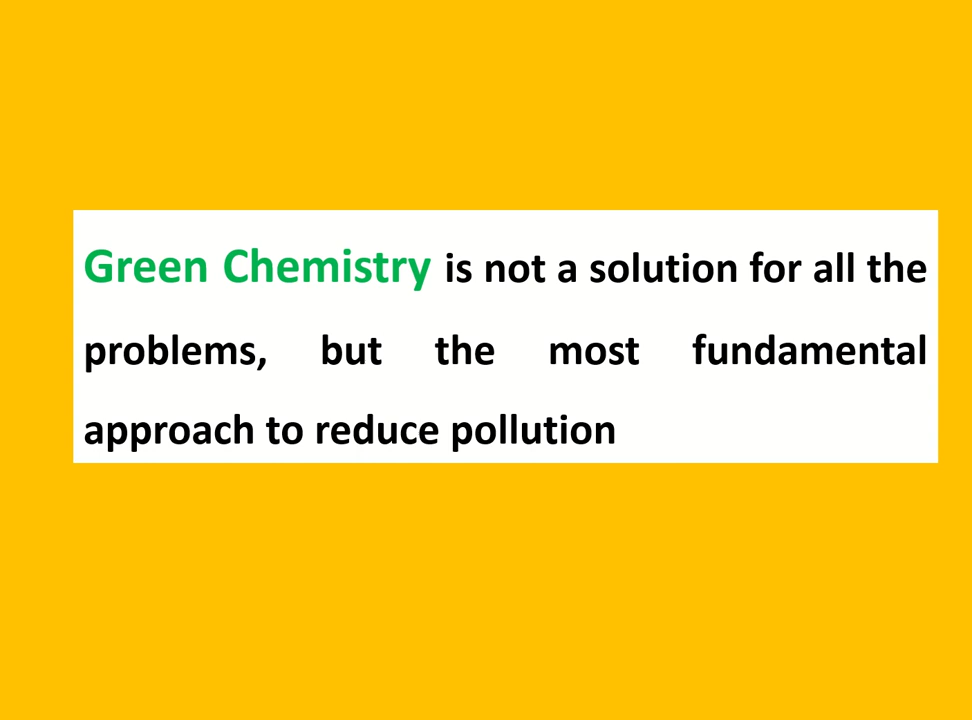 Green Chemistry is not a solution for all the
problems, but the most fundamental
approach to reduce pollution